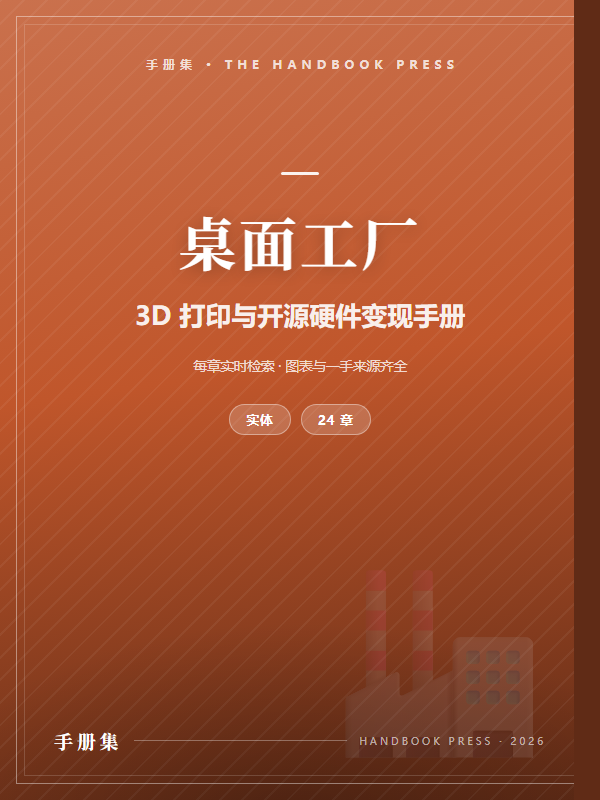 手册集 • THE HANDBOOK PRESS
桌面工厂
3D 打印与开源硬件变现手册
每章实时检索 · 图表与一手来源齐全
实体 24 章
手册集 HANDBOOK PRESS · 2026